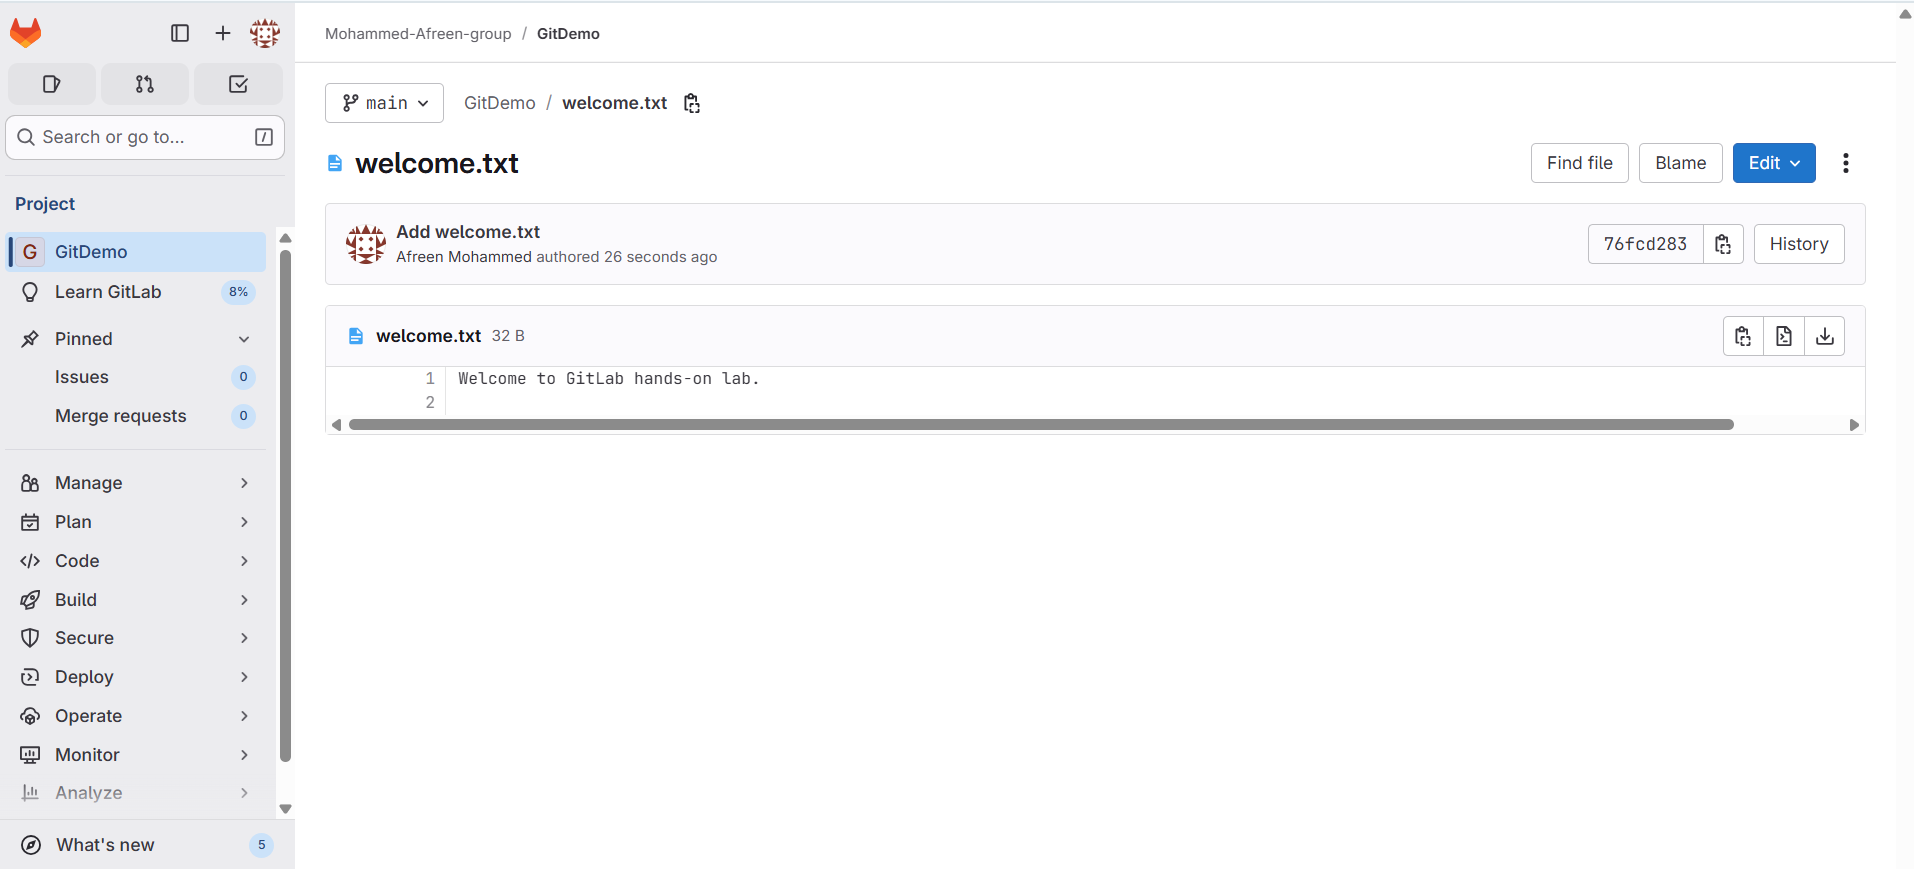 Mohammed-Afreen-group / GitDemo
Search or go to... /
Project
G GitDemo
Learn GitLab 8%
Pinned
Issues 0
Merge requests 0
Manage
Plan
Code
Build
Secure
Deploy
Operate
Monitor
Analyze
What's new 5
main GitDemo / welcome.txt
welcome.txt
Find file Blame Edit
Add welcome.txt
Afreen Mohammed authored 26 seconds ago
76fcd283 History
welcome.txt 32 B
1 Welcome to GitLab hands-on lab.
2